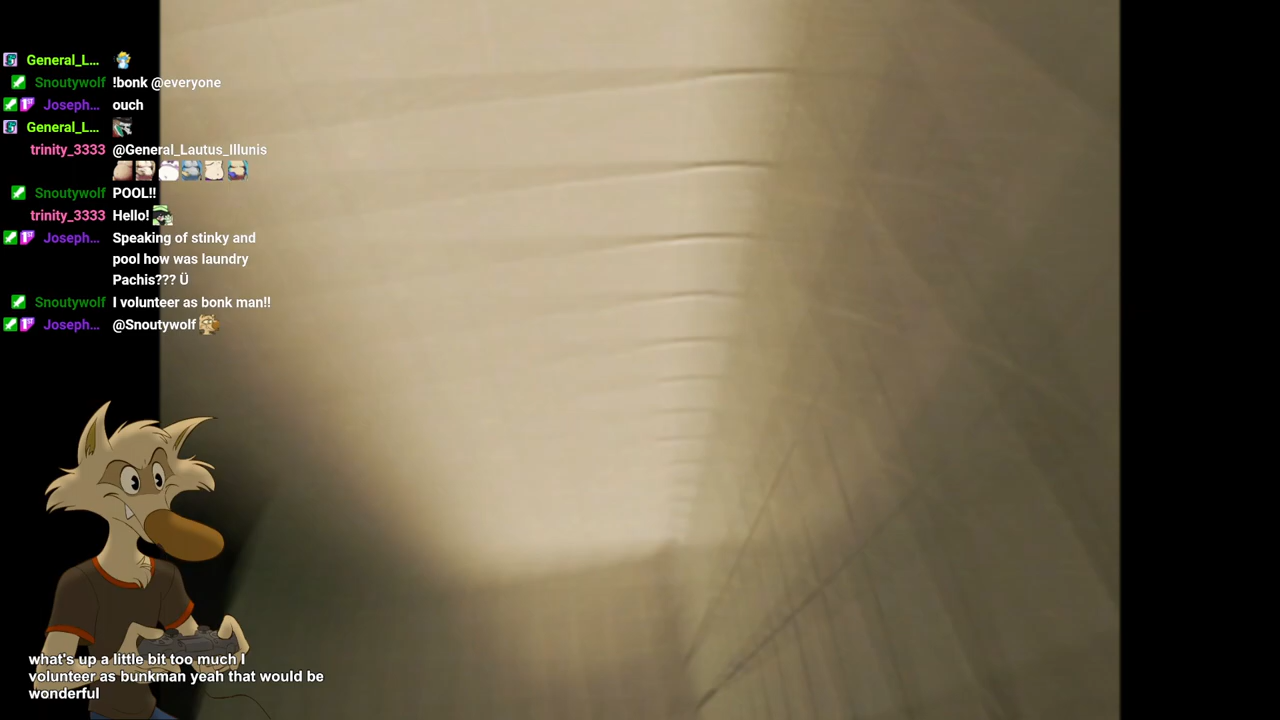 General_L...
Snoutywolf !bonk @everyone
Joseph... ouch
General_L...
trinity_3333 @General_Lautus_Illunis
Snoutywolf POOL!!
trinity_3333 Hello!
Joseph... Speaking of stinky and
pool how was laundry
Pachis??? Ü
Snoutywolf I volunteer as bonk man!!
Joseph... @Snoutywolf
what's up a little bit too much I
volunteer as bunkman yeah that would be
wonderful